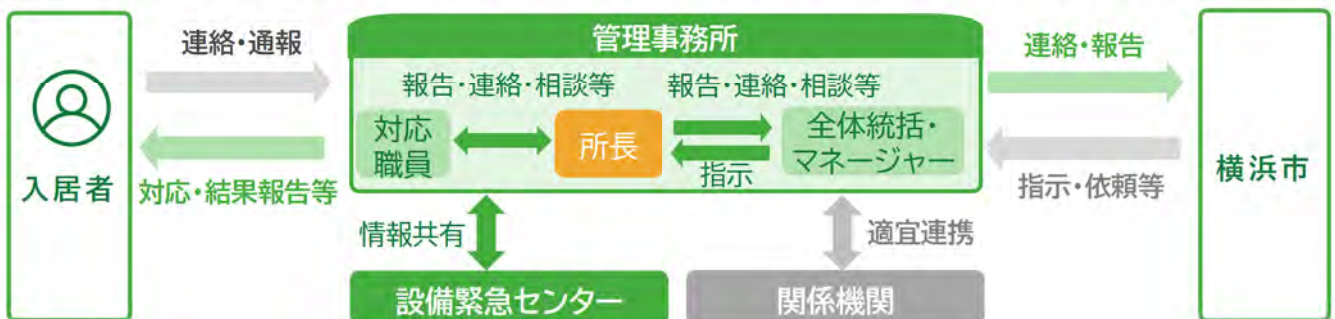 連絡・通報
管理事務所
連絡・報告
報告・連絡・相談等
報告・連絡・相談等
対応
職員
所長
全体統括・
マネージャー
指示
入居者
対応・結果報告等
指示・依頼等
横浜市
情報共有
適宜連携
設備緊急センター
関係機関